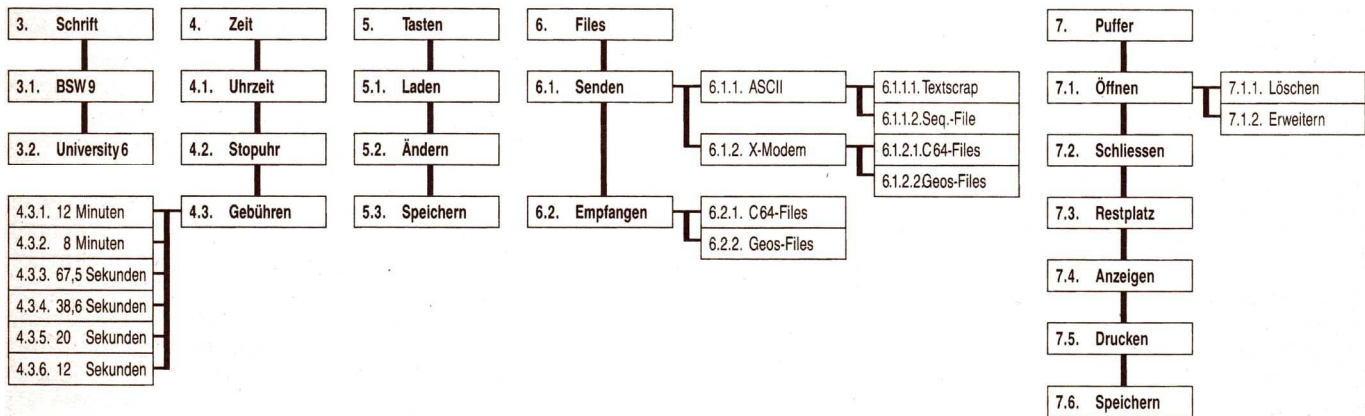 3. Schrift
3.1. BSW9
3.2. University6
4. Zeit
4.1. Uhrzeit
4.2. Stopuhr
4.3. Gebühren
4.3.1. 12 Minuten
4.3.2. 8 Minuten
4.3.3. 67,5 Sekunden
4.3.4. 38,6 Sekunden
4.3.5. 20 Sekunden
4.3.6. 12 Sekunden
5. Tasten
5.1. Laden
5.2. Ändern
5.3. Speichern
6. Files
6.1. Senden
6.1.1. ASCII
6.1.1.1. Textscrap
6.1.1.2. Seq.-File
6.1.2. X-Modem
6.1.2.1. C64-Files
6.1.2.2 Geos-Files
6.2. Empfangen
6.2.1. C64-Files
6.2.2. Geos-Files
7. Puffer
7.1. Öffnen
7.1.1. Löschen
7.1.2. Erweitern
7.2. Schliessen
7.3. Restplatz
7.4. Anzeigen
7.5. Drucken
7.6. Speichern